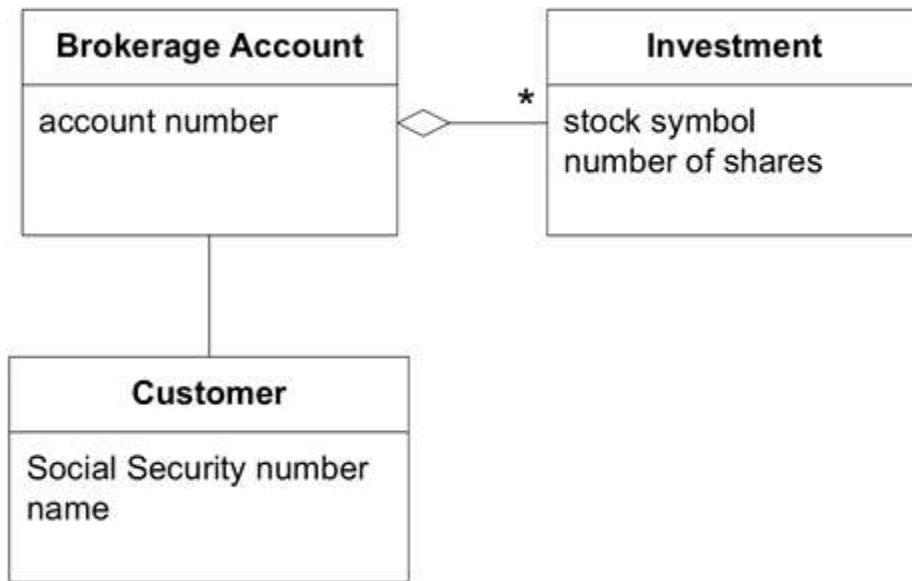 Brokerage Account
account number
*
Investment
stock symbol
number of shares
Customer
Social Security number
name